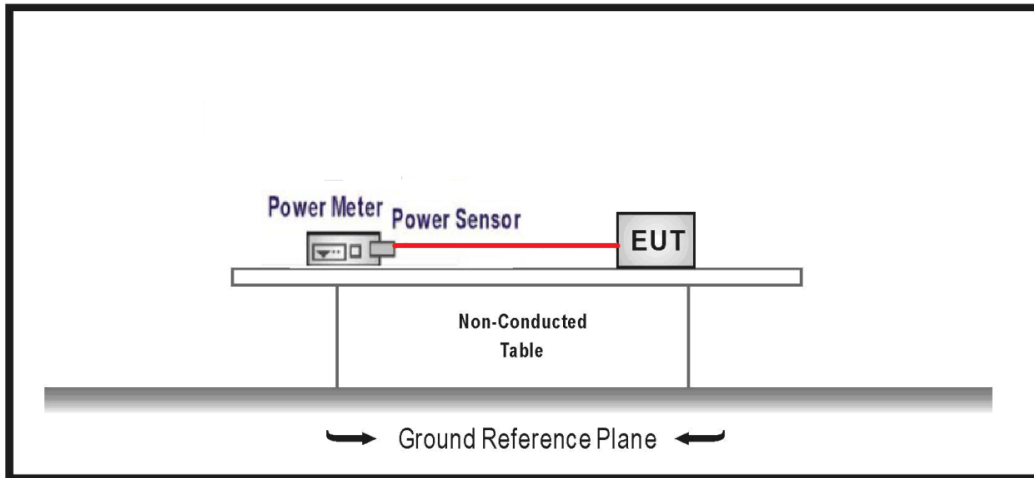 Power Meter
Power Sensor
EUT
Non-Conducted
Table
Ground Reference Plane